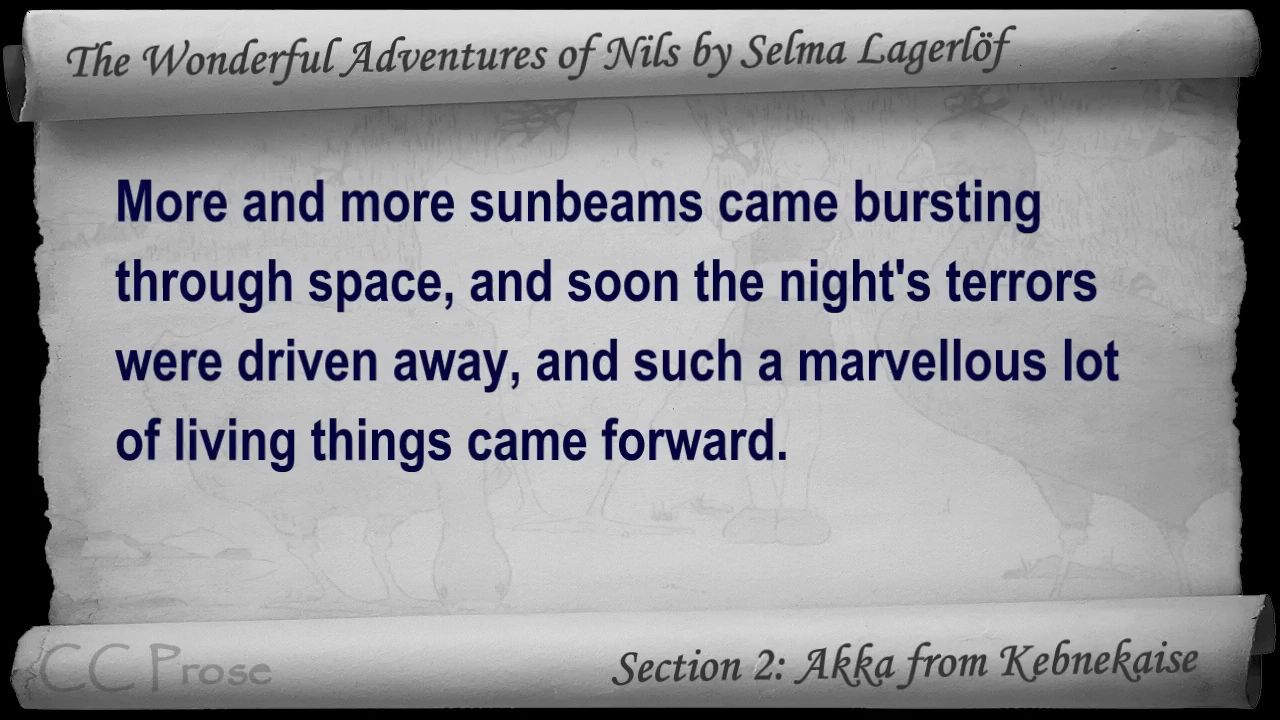 The Wonderful Adventures of Nils by Selma Lagerlöf
More and more sunbeams came bursting
through space, and soon the night's terrors
were driven away, and such a marvellous lot
of living things came forward.
CC Prose
Section 2: Akka from Kebnekaise